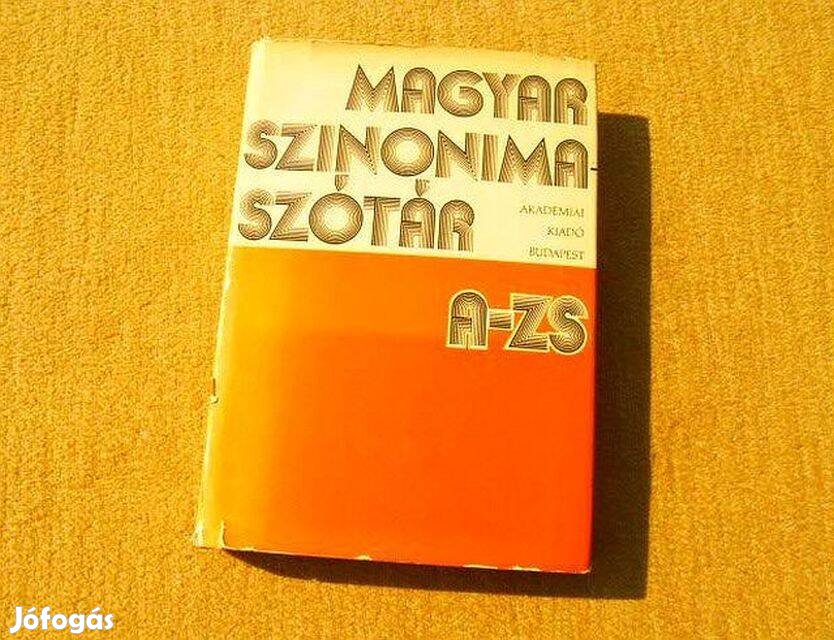 MAGYAR
SZINONIMA
SZÓTÁR
AKADÉMIAI
KIADÓ
BUDAPEST
A-ZS
Jófogás